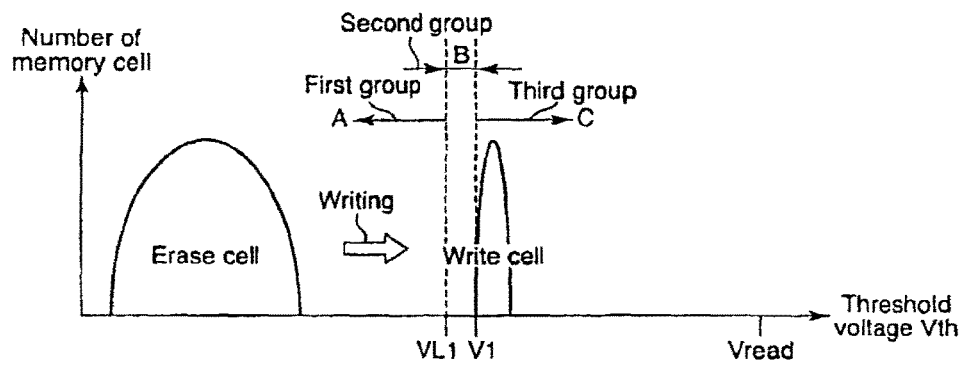 Second group
Number of
memory cell
B
First group
Third group
A
C
Writing
Erase cell
Write cell
Threshold
voltage Vth
VL1
V1
Vread